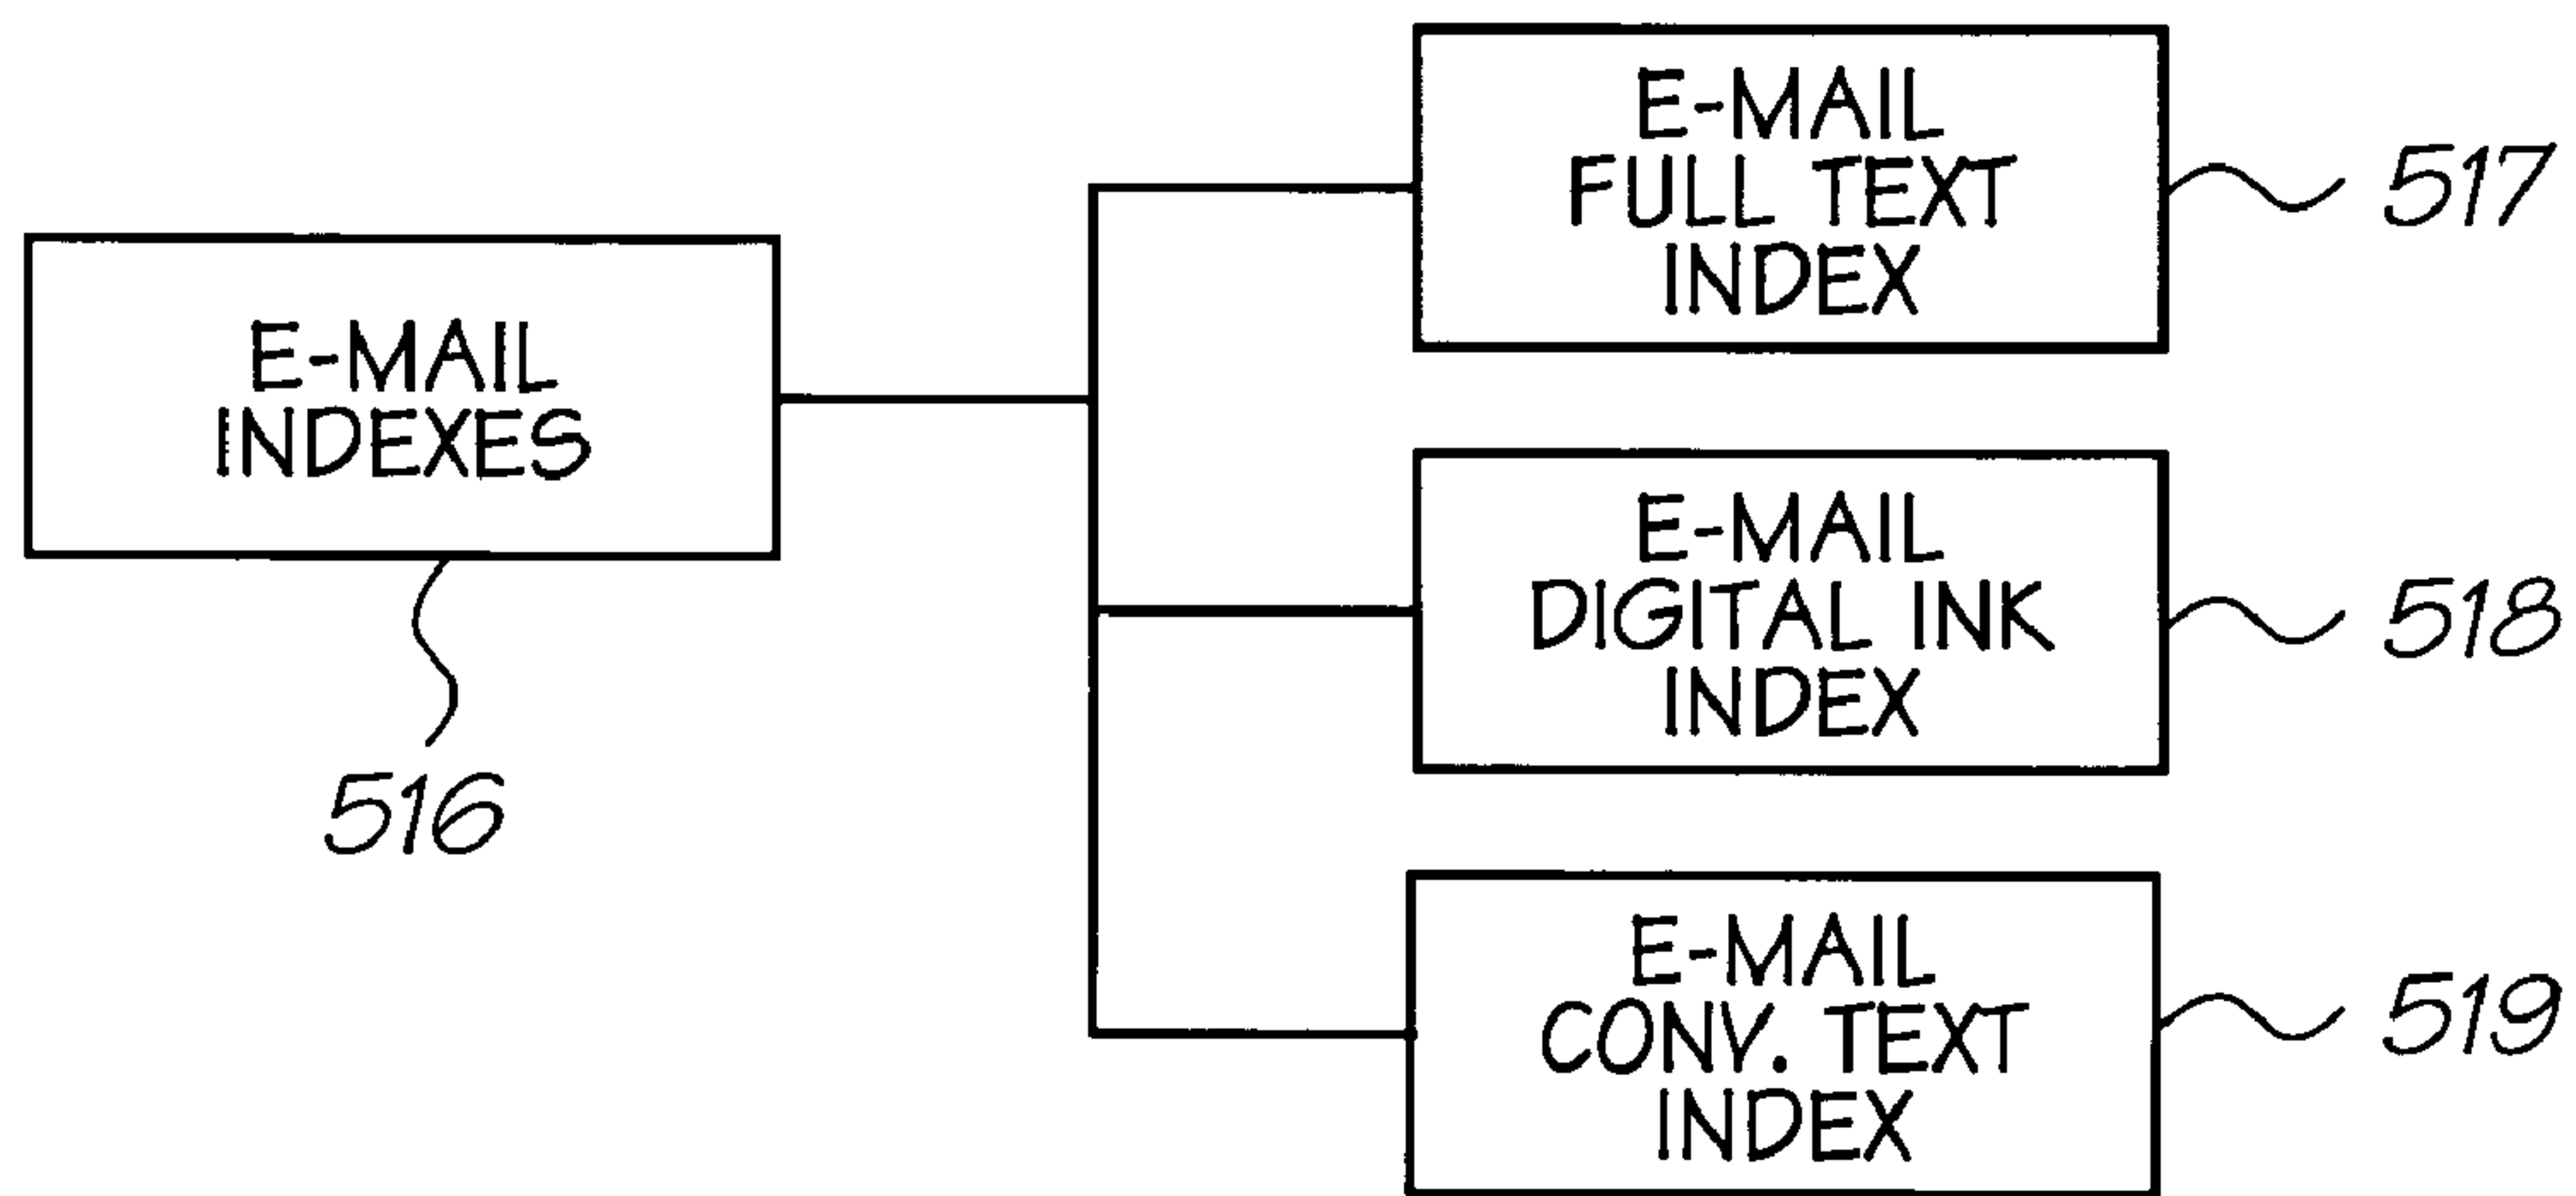 E-MAIL
INDEXES
516
E-MAIL
FULL TEXT
INDEX
517
E-MAIL
DIGITAL INK
INDEX
518
E-MAIL
CONV. TEXT
INDEX
519